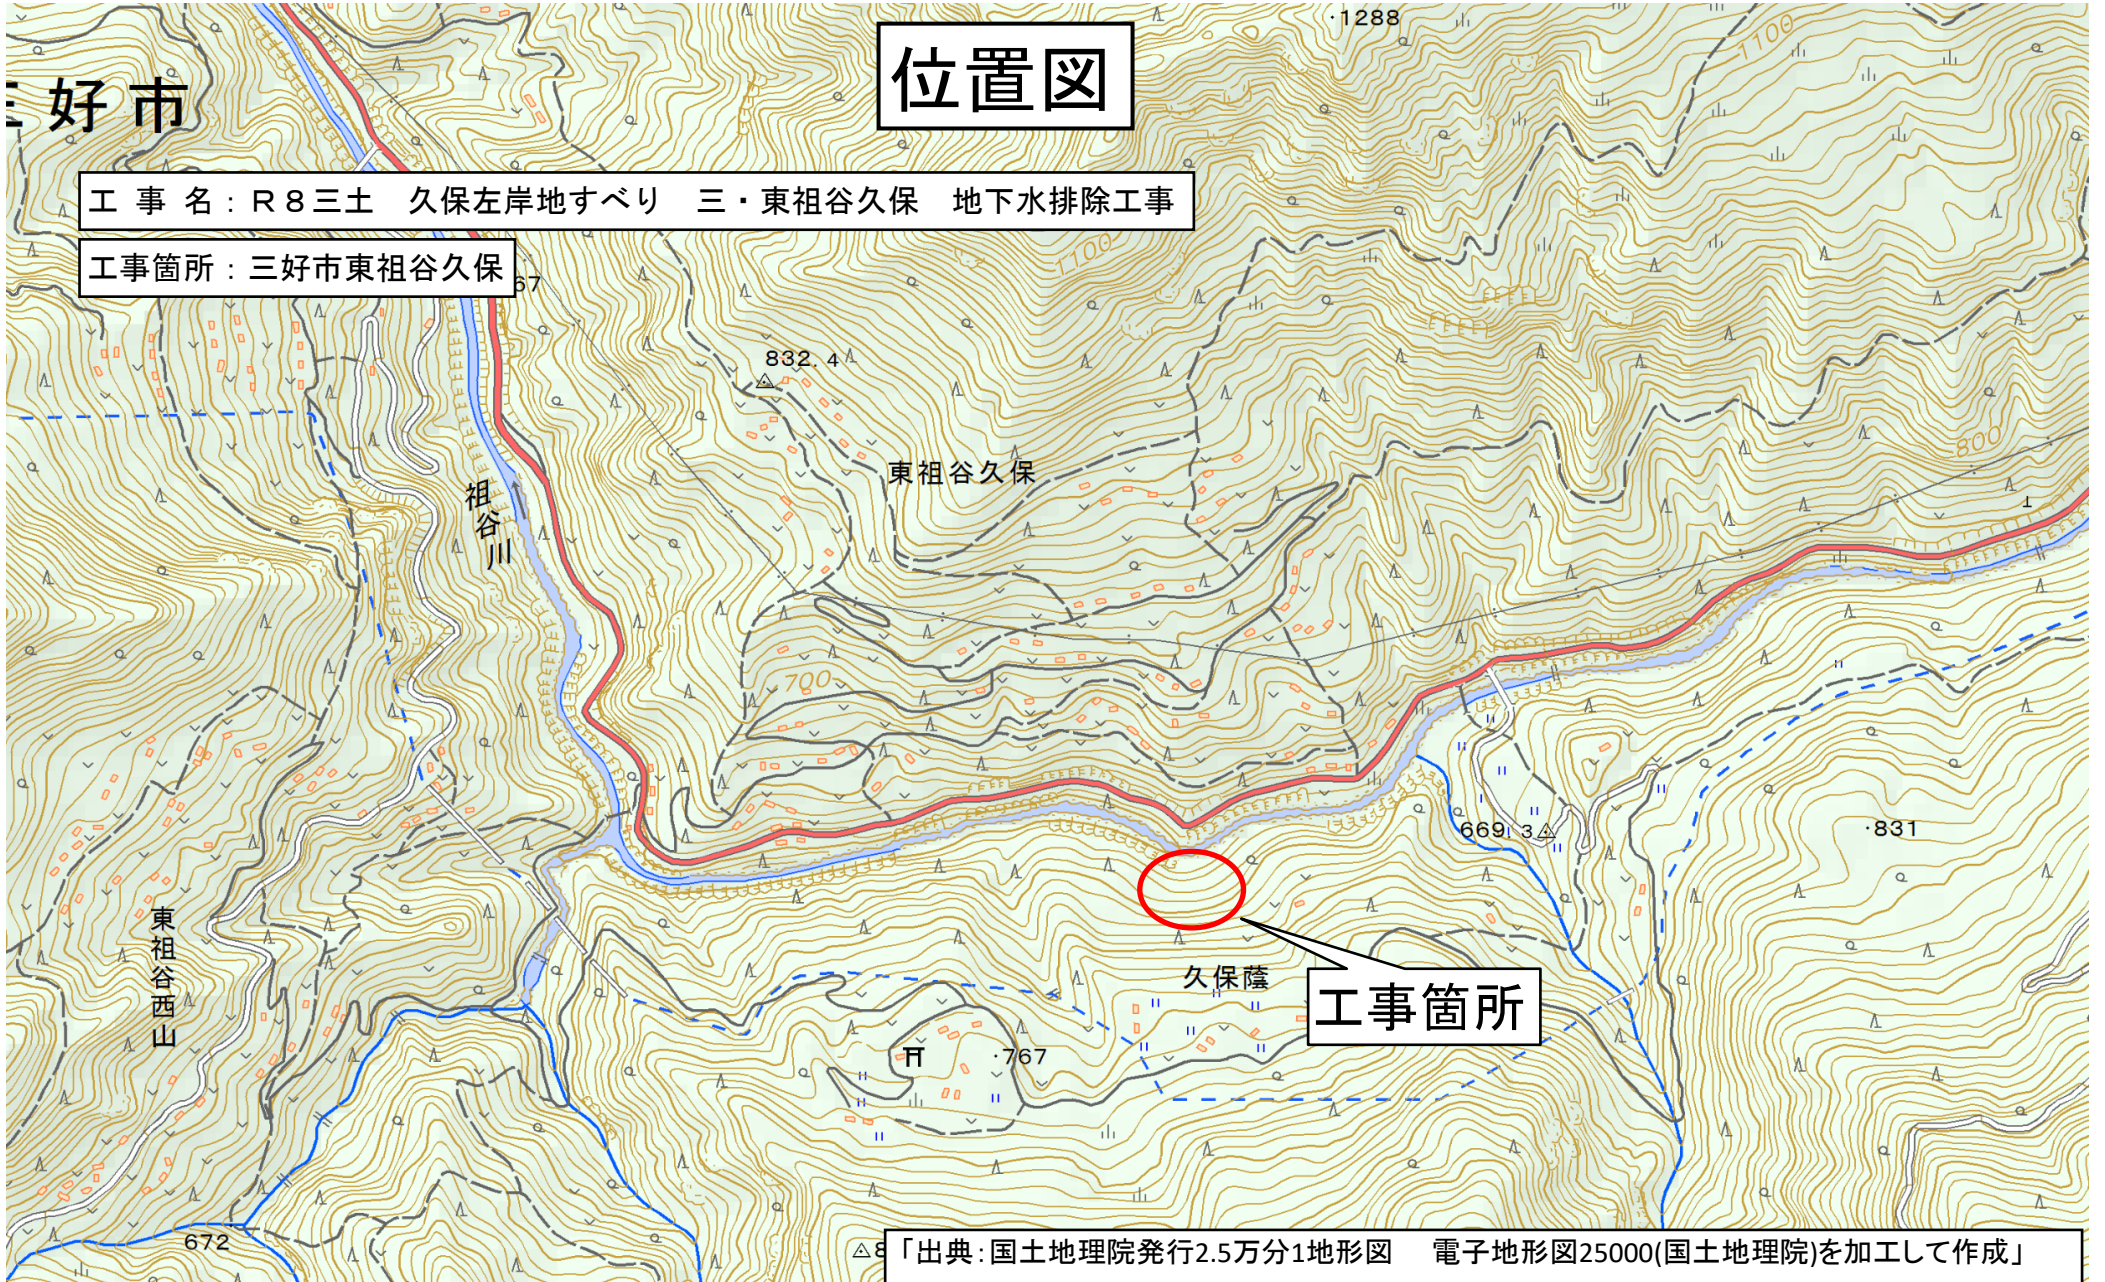 位置図
・1288
1100
三好市
工 事 名：Ｒ８三土　久保左岸地すべり　三・東祖谷久保　地下水排除工事
工事箇所：三好市東祖谷久保
67
1100
832.4
東祖谷久保
800
祖谷川
700
669.3
・831
東祖谷西山
久保蔭
工事箇所
・767
672
8
「出典：国土地理院発行2.5万分1地形図　電子地形図25000(国土地理院)を加工して作成」